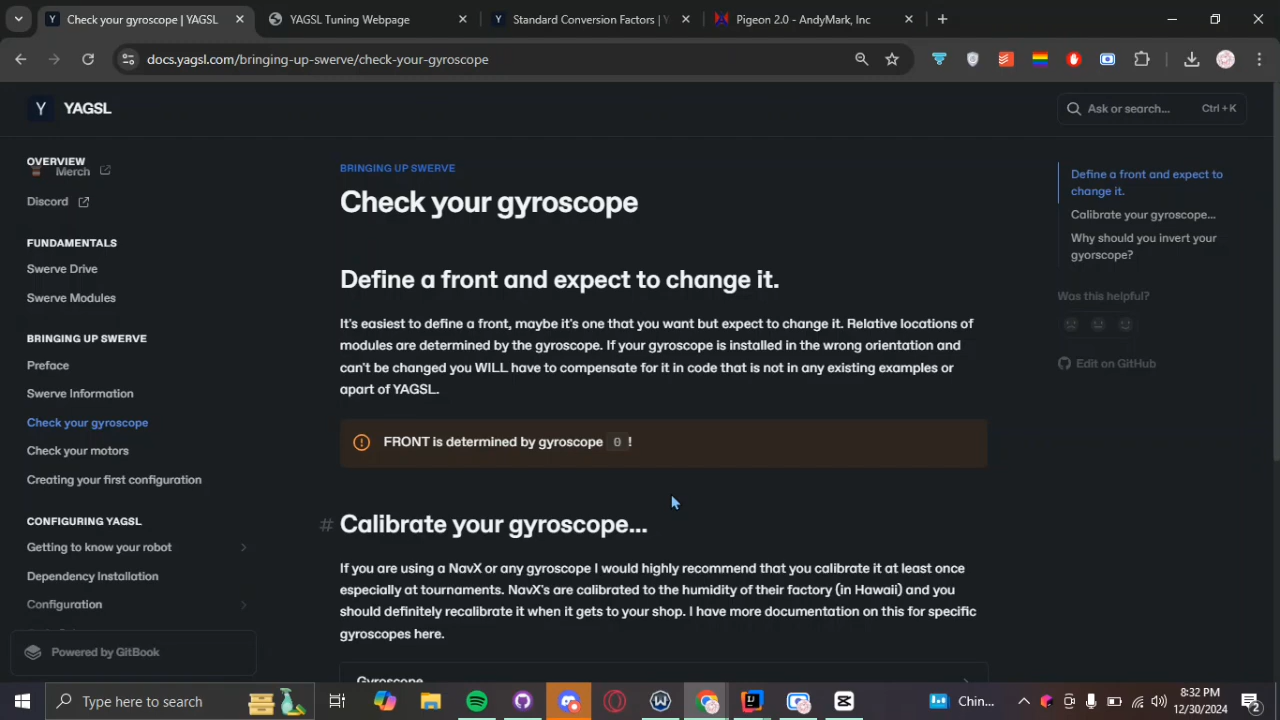 Check your gyroscope | YAGSL
YAGSL Tuning Webpage
Standard Conversion Factors | Y
Pigeon 2.0 - AndyMark, Inc
docs.yagsl.com/bringing-up-swerve/check-your-gyroscope
Y YAGSL
Ask or search... Ctrl + K
OVERVIEW
Merch
Discord
FUNDAMENTALS
Swerve Drive
Swerve Modules
BRINGING UP SWERVE
Preface
Swerve Information
Check your gyroscope
Check your motors
Creating your first configuration
CONFIGURING YAGSL
Getting to know your robot
Dependency Installation
Configuration
Powered by GitBook
BRINGING UP SWERVE
Check your gyroscope
Define a front and expect to change it.
It's easiest to define a front, maybe it's one that you want but expect to change it. Relative locations of
modules are determined by the gyroscope. If your gyroscope is installed in the wrong orientation and
can't be changed you WILL have to compensate for it in code that is not in any existing examples or
apart of YAGSL.
FRONT is determined by gyroscope 0 !
# Calibrate your gyroscope...
If you are using a NavX or any gyroscope I would highly recommend that you calibrate it at least once
especially at tournaments. NavX's are calibrated to the humidity of their factory (in Hawaii) and you
should definitely recalibrate it when it gets to your shop. I have more documentation on this for specific
gyroscopes here.
Gyroscope
Define a front and expect to
change it.
Calibrate your gyroscope...
Why should you invert your
gyorscope?
Was this helpful?
Edit on GitHub
Type here to search
Chin...
8:32 PM
12/30/2024
2